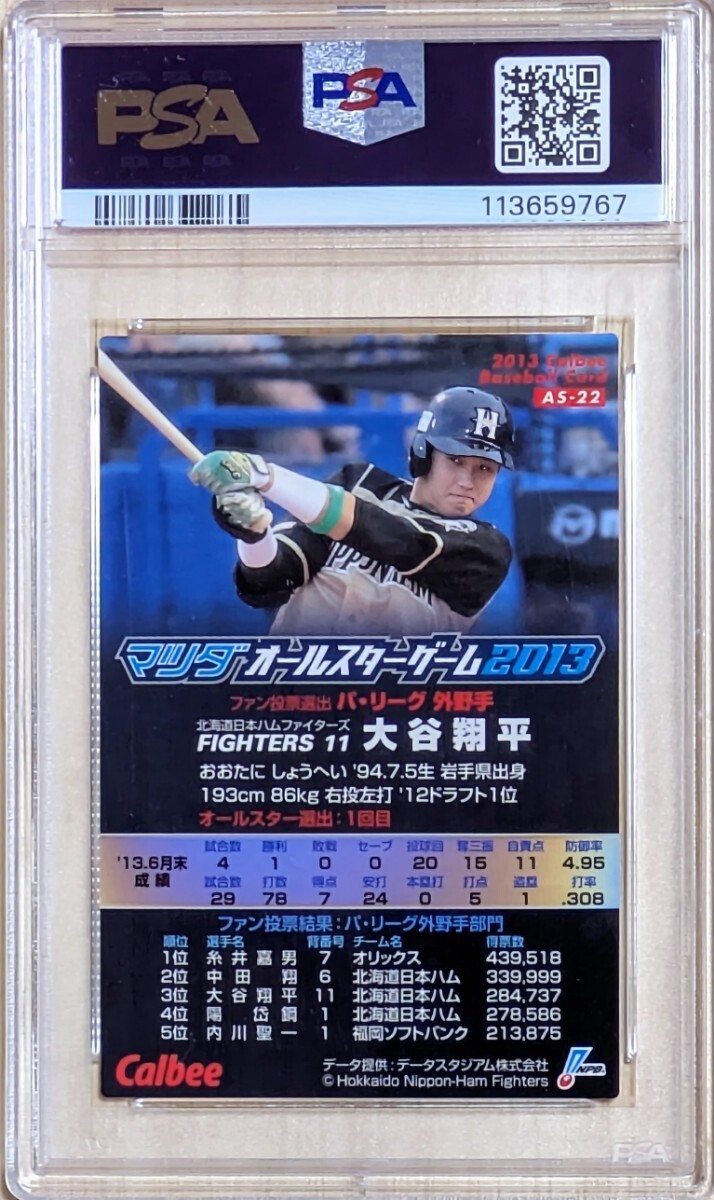 PSA
PSA
113659767
2013 Calbee
Baseball Card
AS-22
H
マツダオールスターゲーム2013
ファン投票選出 パ・リーグ 外野手
北海道日本ハムファイターズ
FIGHTERS 11 大谷翔平
おおたに しょうへい '94.7.5生 岩手県出身
193cm 86kg 右投左打 '12ドラフト1位
オールスター選出:1回目
'13.6月末成績
試合数 勝利 敗戦 セーブ 投球回 奪三振 自責点 防御率
4 1 0 0 20 15 11 4.95
試合数 打数 得点 安打 本塁打 打点 盗塁 打率
29 78 7 24 0 5 1 .308
ファン投票結果:パ・リーグ外野手部門
順位 選手名 背番号 チーム名 得票数
1位 糸井嘉男 7 オリックス 439,518
2位 中田 翔 6 北海道日本ハム 339,999
3位 大谷翔平 11 北海道日本ハム 284,737
4位 陽 岱鋼 1 北海道日本ハム 278,586
5位 内川聖一 1 福岡ソフトバンク 213,875
Calbee
データ提供:データスタジアム株式会社
© Hokkaido Nippon-Ham Fighters
NPB.
PSA